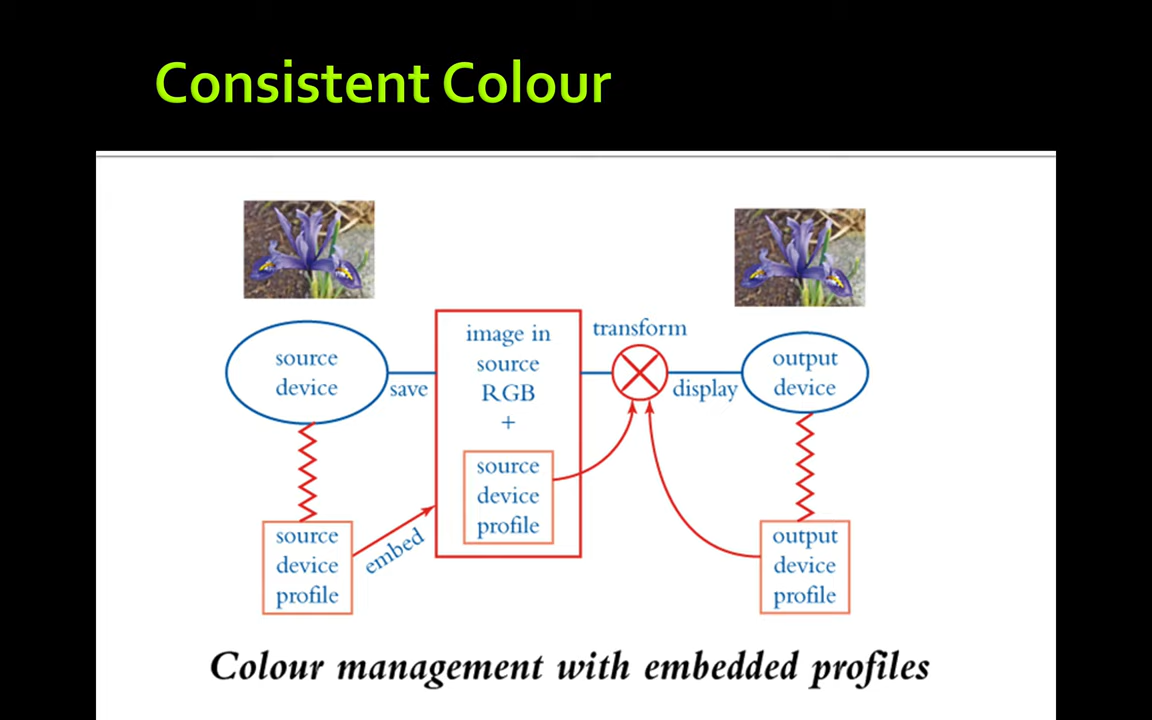 Consistent Colour
source
device
save
image in
source
RGB
+
source
device
profile
transform
display
output
device
source
device
profile
embed
output
device
profile
Colour management with embedded profiles